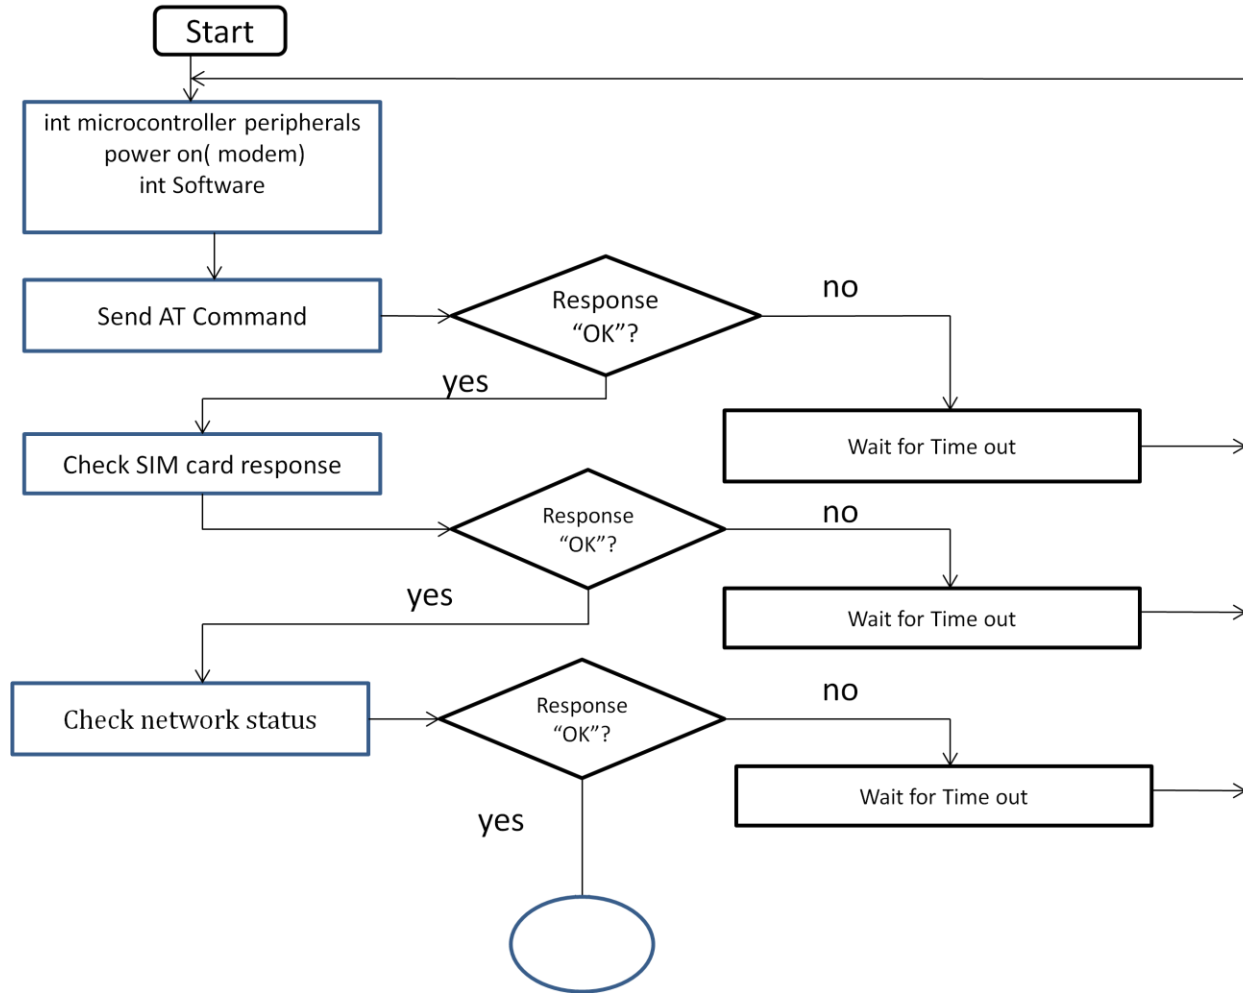 Start
int microcontroller peripherals
power on( modem)
int Software
Send AT Command
Response
“OK”?
no
yes
Wait for Time out
Check SIM card response
Response
“OK”?
no
yes
Wait for Time out
Check network status
Response
“OK”?
no
Wait for Time out
yes